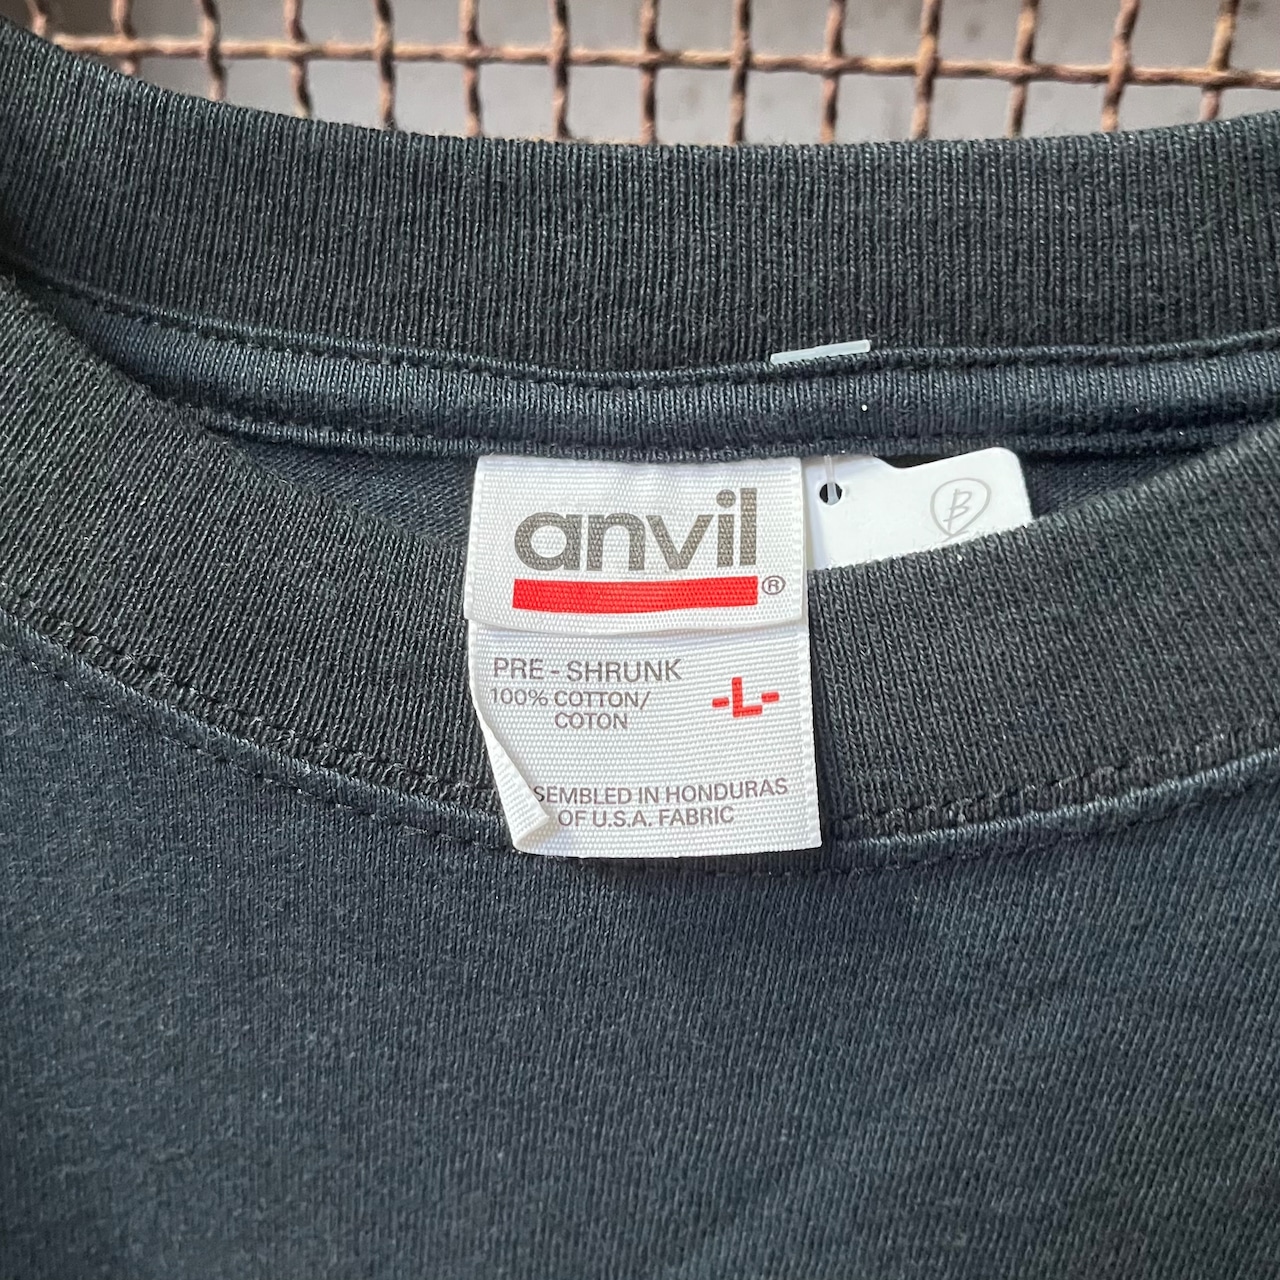 anvil
®
PRE - SHRUNK
100% COTTON/
COTON
-L-
SEMBLED IN HONDURAS
OF U.S.A. FABRIC
B